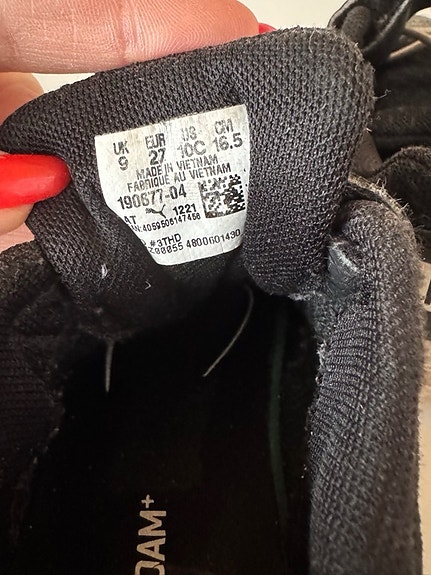 UK EUR US CM
9 27 10C 16.5
MADE IN VIETNAM
FABRIQUE AU VIETNAM
190677-04
AT 1221
#3THD
4800601430
OAM+